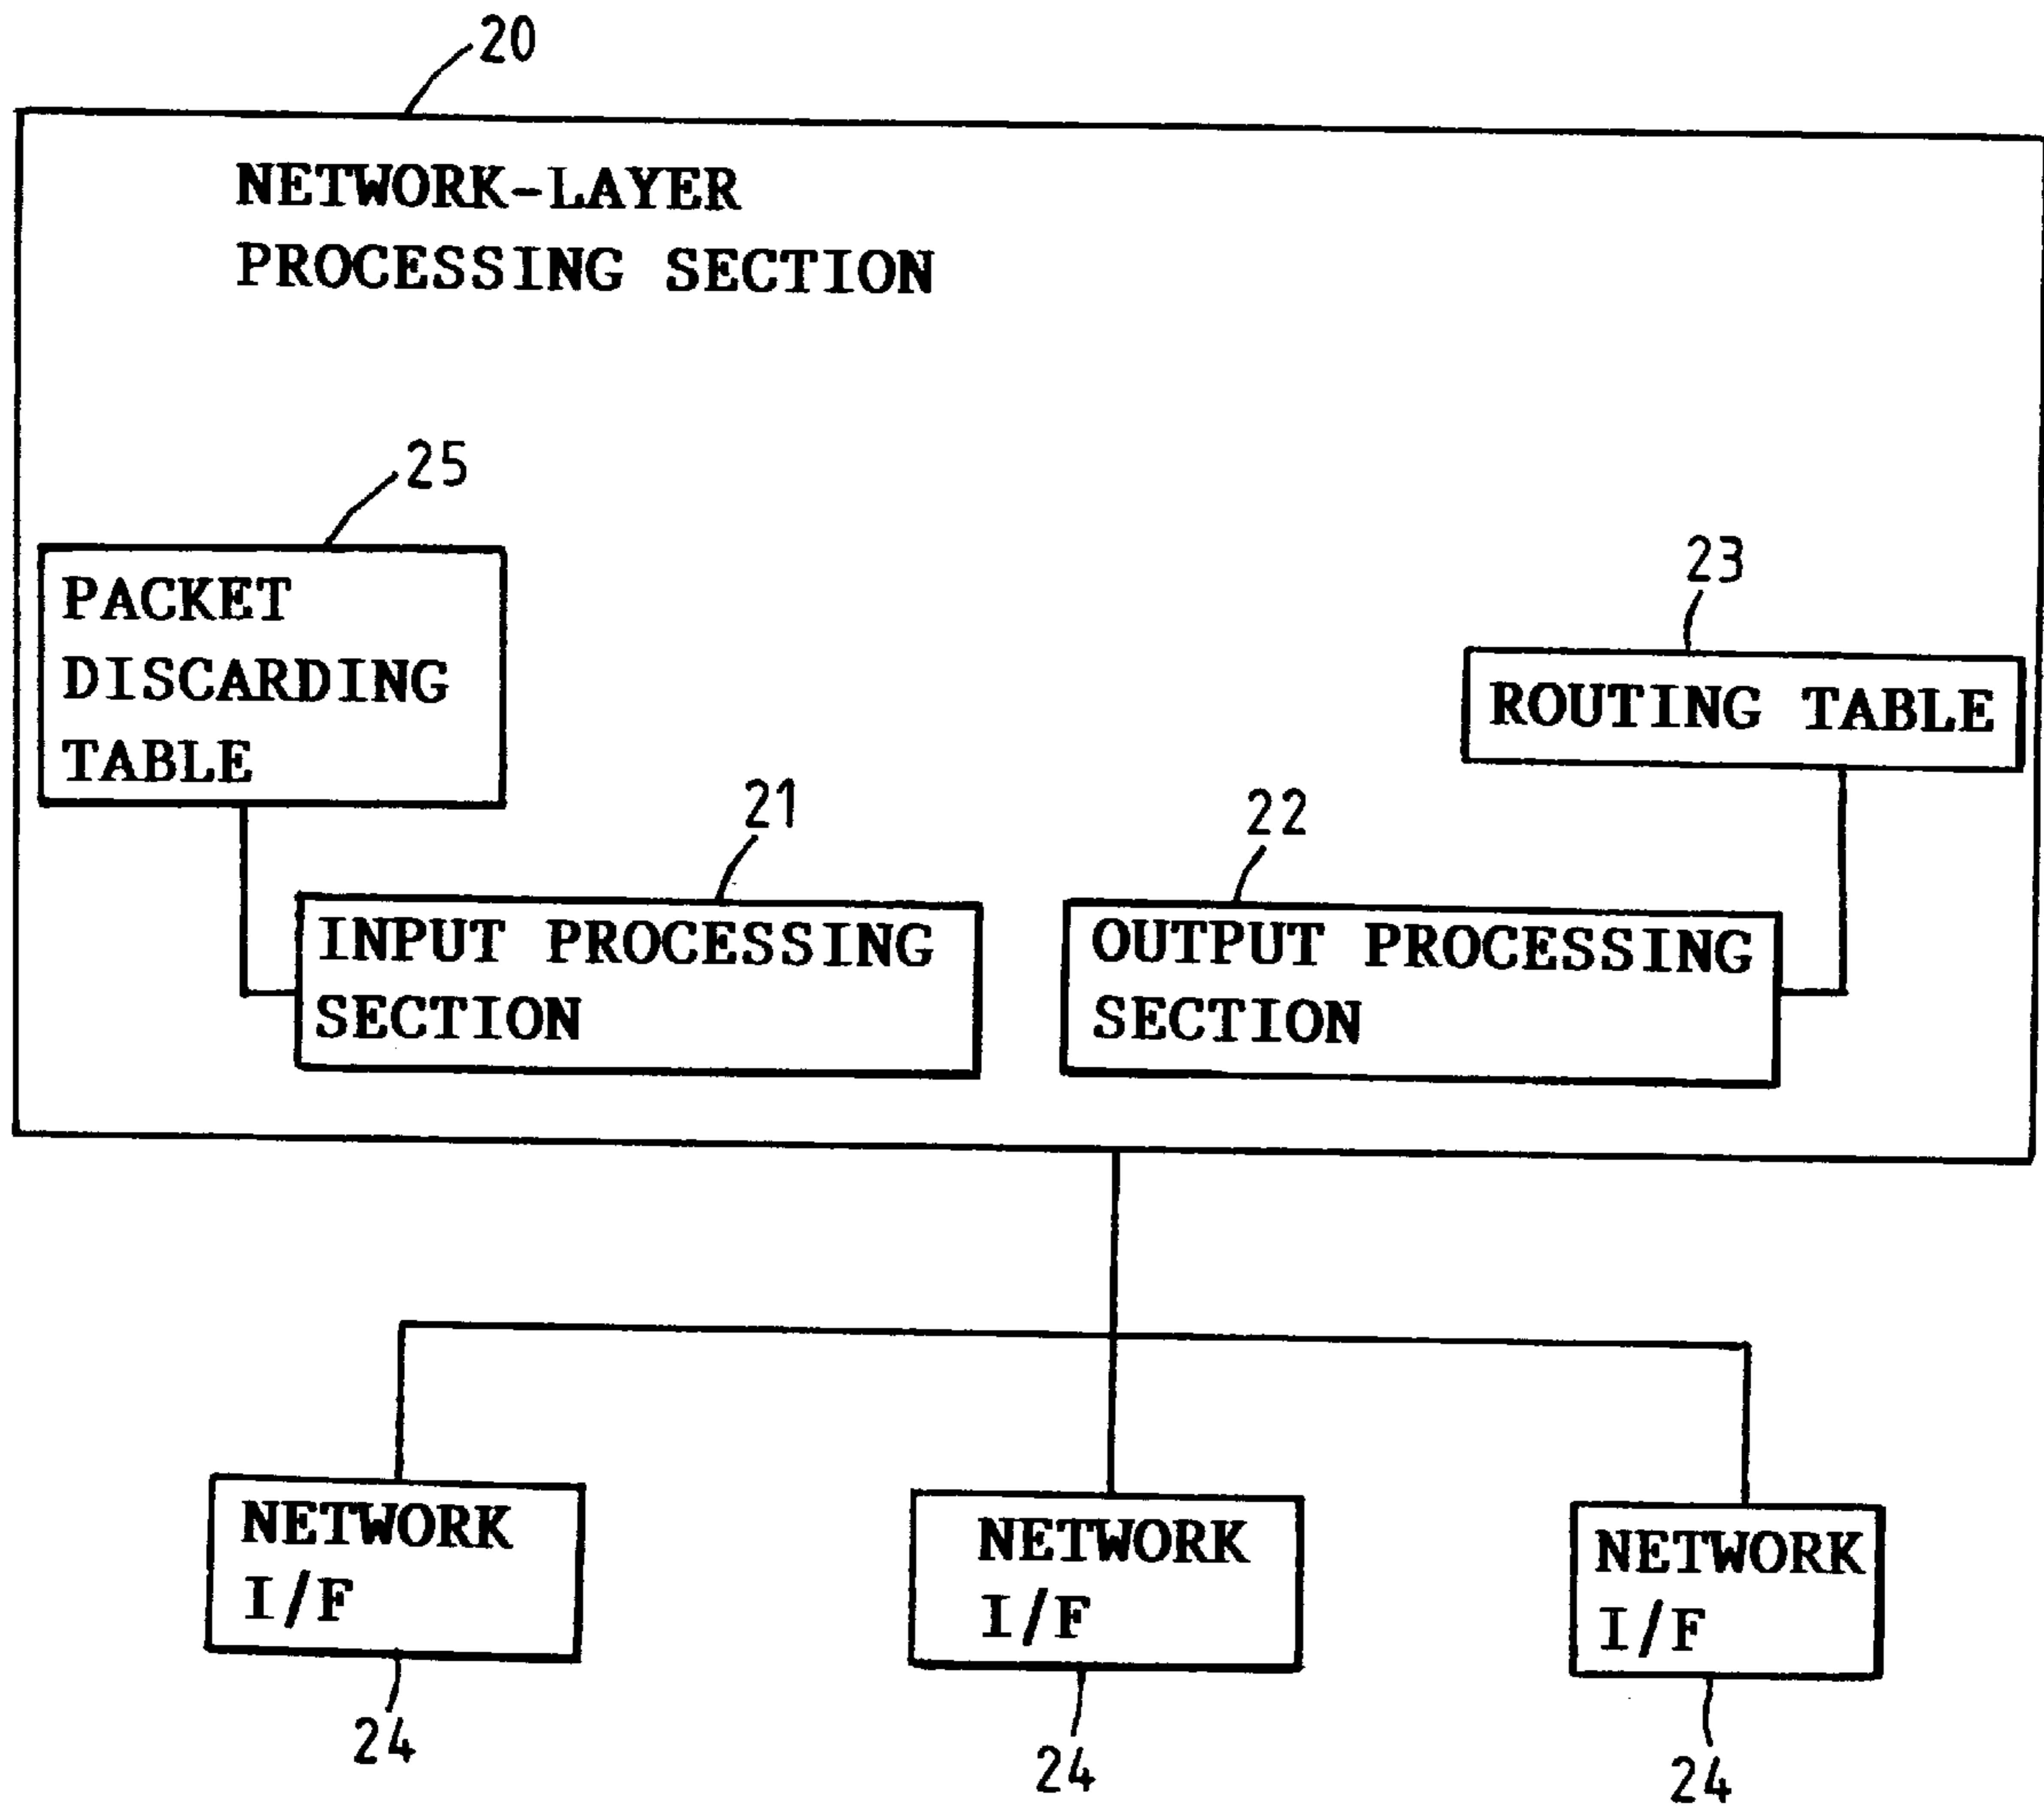 20
NETWORK-LAYER
PROCESSING SECTION
25
PACKET
DISCARDING
TABLE
23
ROUTING TABLE
21
INPUT PROCESSING
SECTION
22
OUTPUT PROCESSING
SECTION
NETWORK
I/F
24
NETWORK
I/F
24
NETWORK
I/F
24